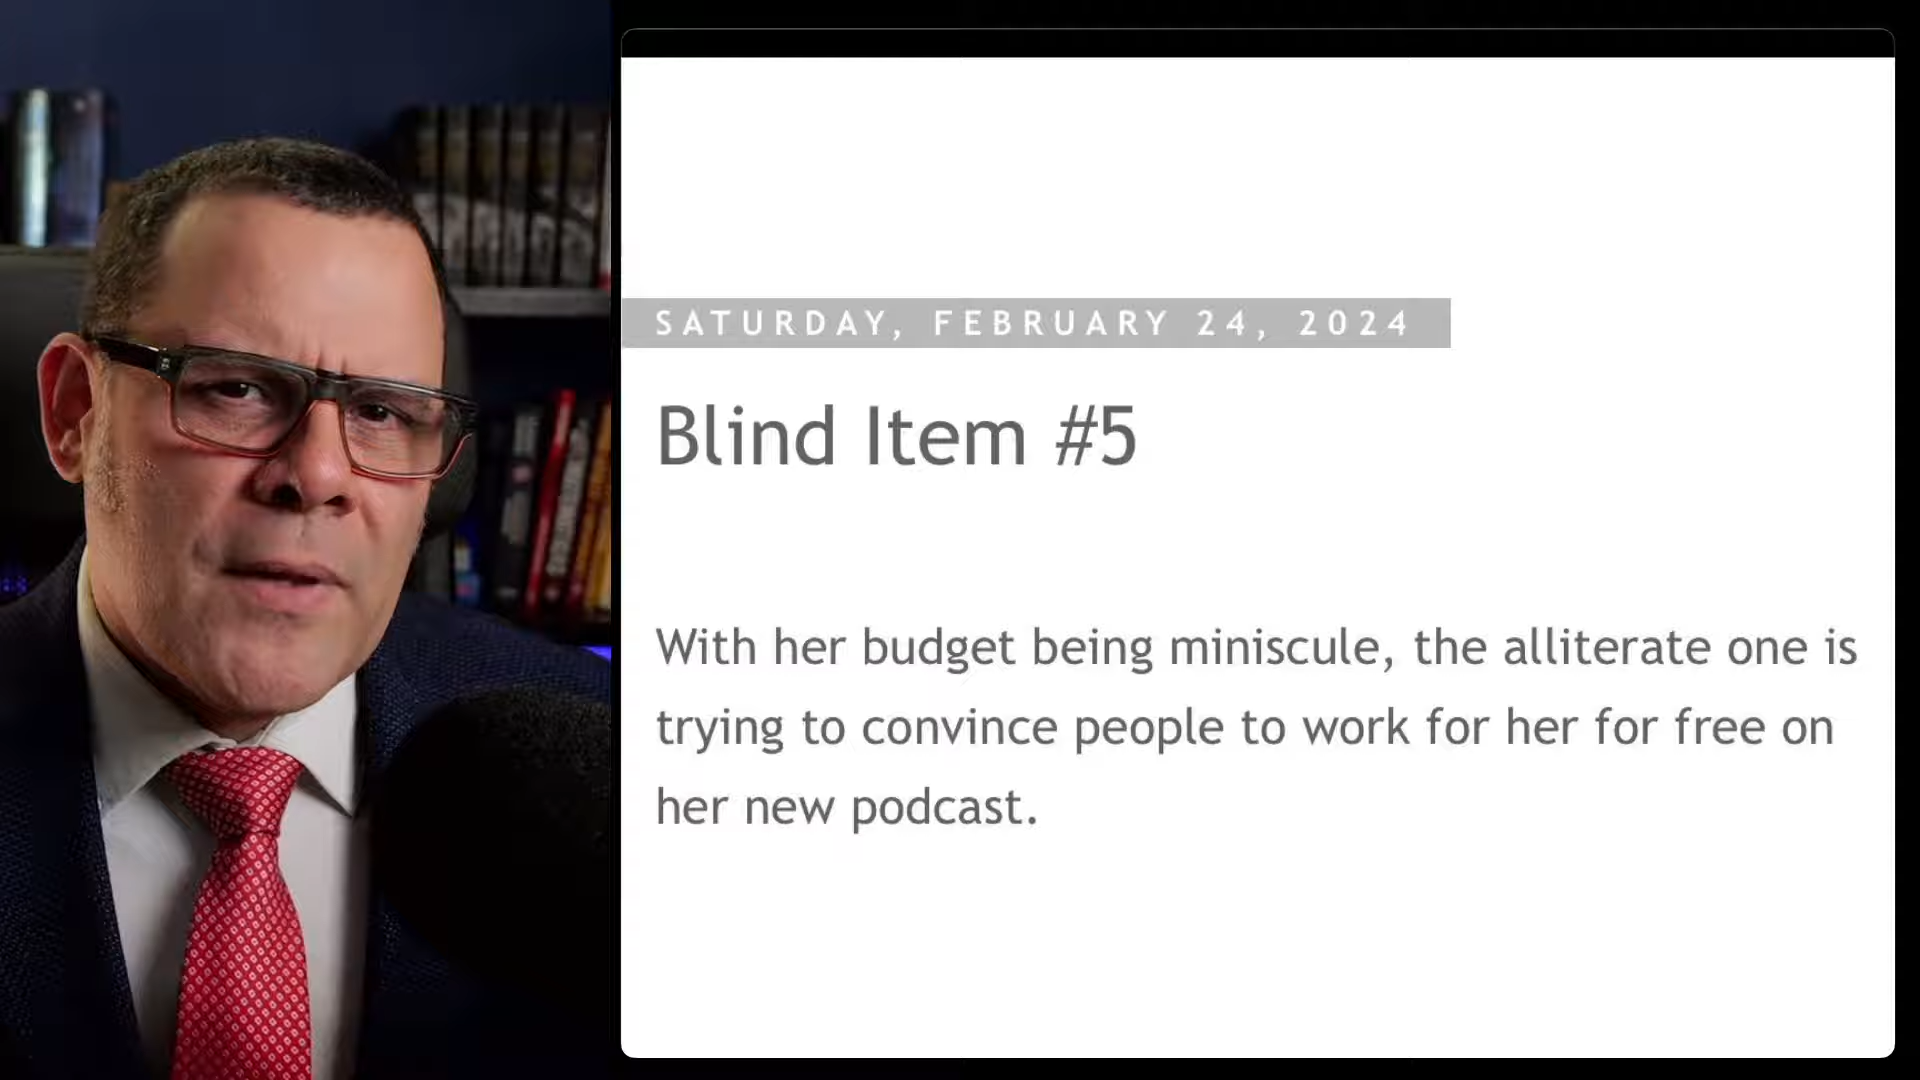 SATURDAY, FEBRUARY 24, 2024
Blind Item #5
With her budget being miniscule, the alliterate one is
trying to convince people to work for her for free on
her new podcast.